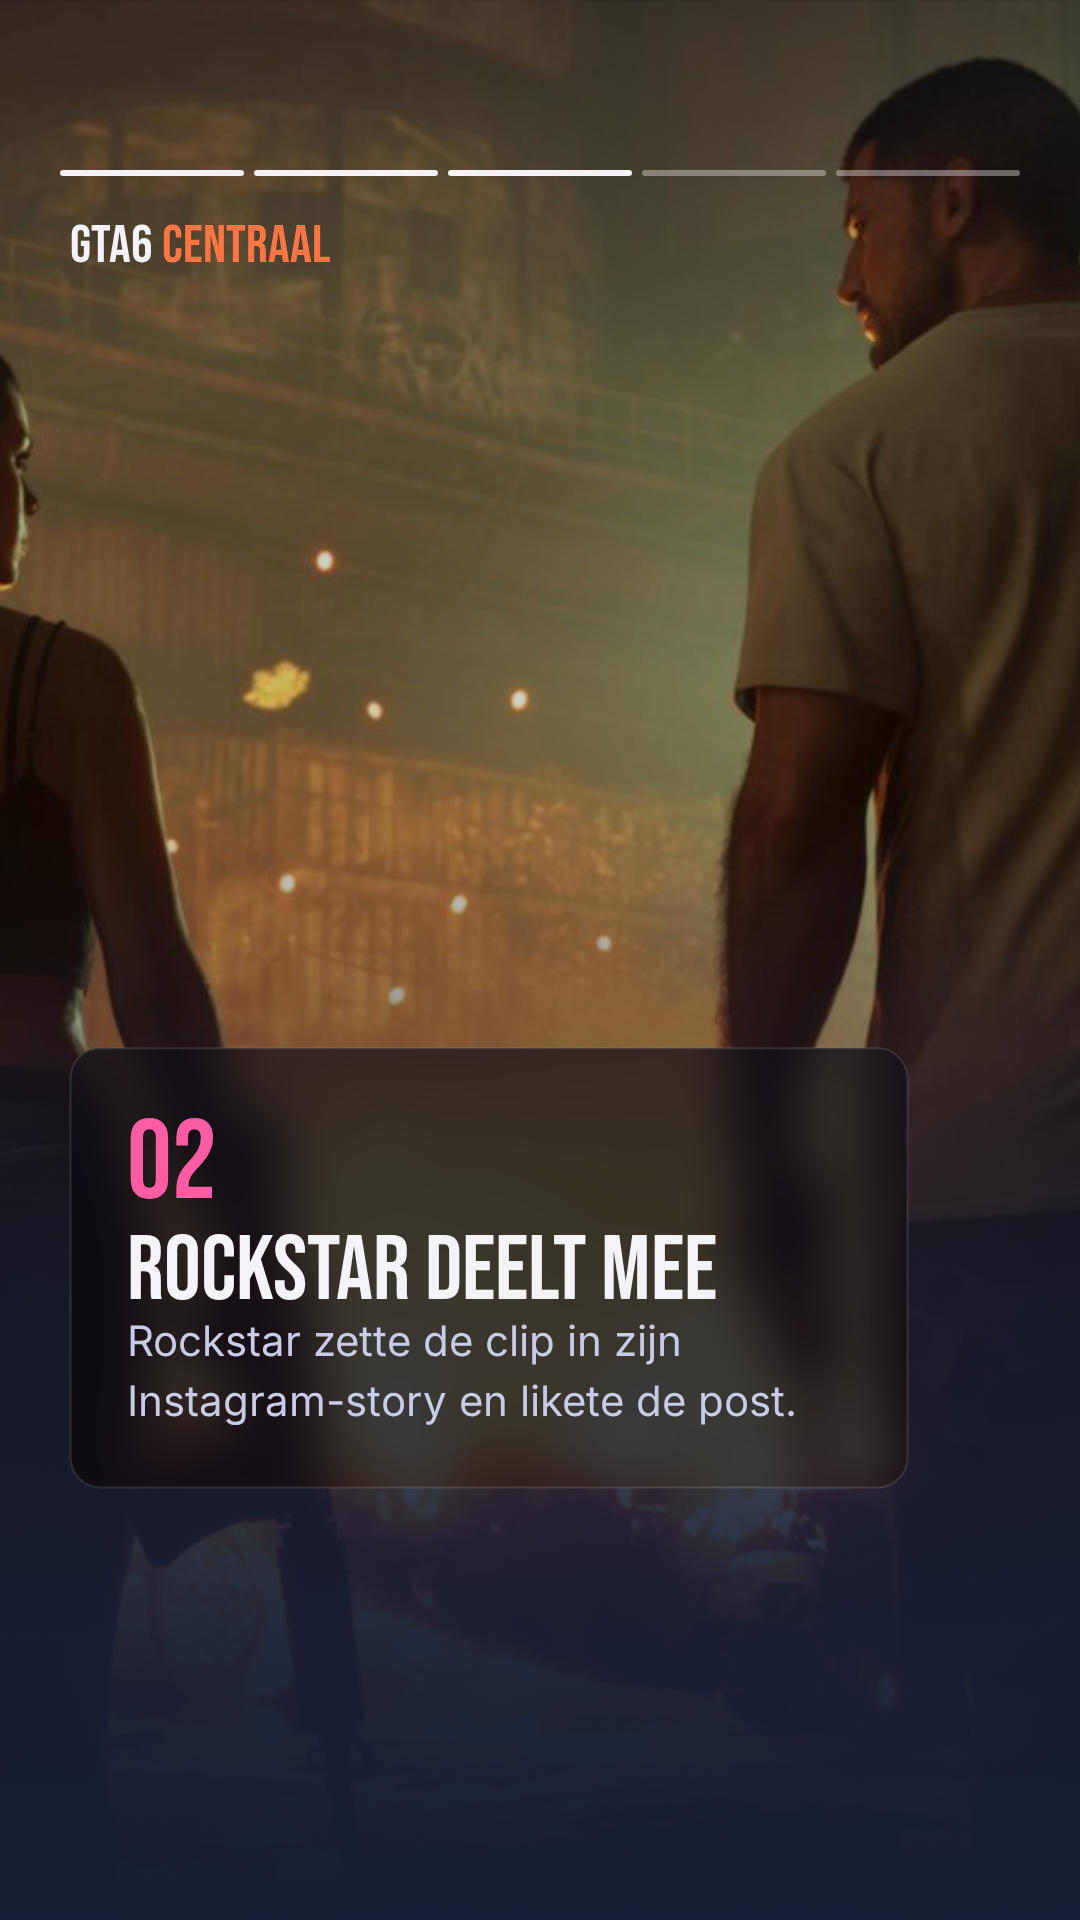 GTA6 CENTRAAL
02
ROCKSTAR DEELT MEE
Rockstar zette de clip in zijn
Instagram-story en likete de post.